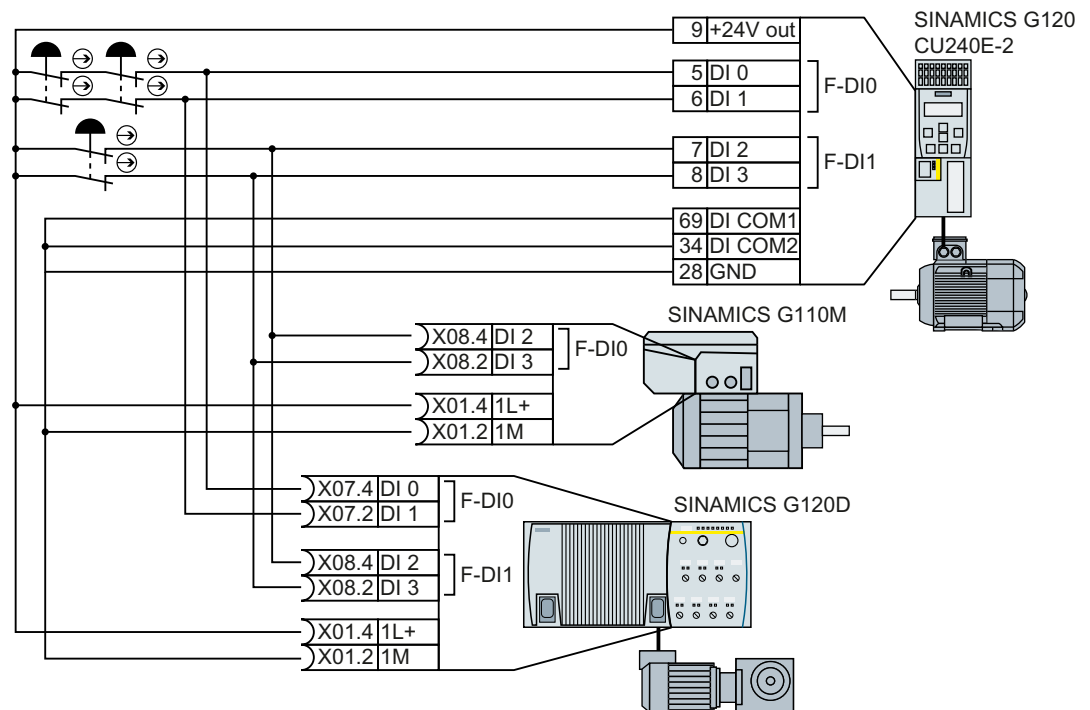 SINAMICS G120
CU240E-2
9 +24V out
5 DI 0
6 DI 1
F-DI0
7 DI 2
8 DI 3
F-DI1
69 DI COM1
34 DI COM2
28 GND
SINAMICS G110M
X08.4 DI 2
X08.2 DI 3
F-DI0
X01.4 1L+
X01.2 1M
SINAMICS G120D
X07.4 DI 0
X07.2 DI 1
F-DI0
X08.4 DI 2
X08.2 DI 3
F-DI1
X01.4 1L+
X01.2 1M